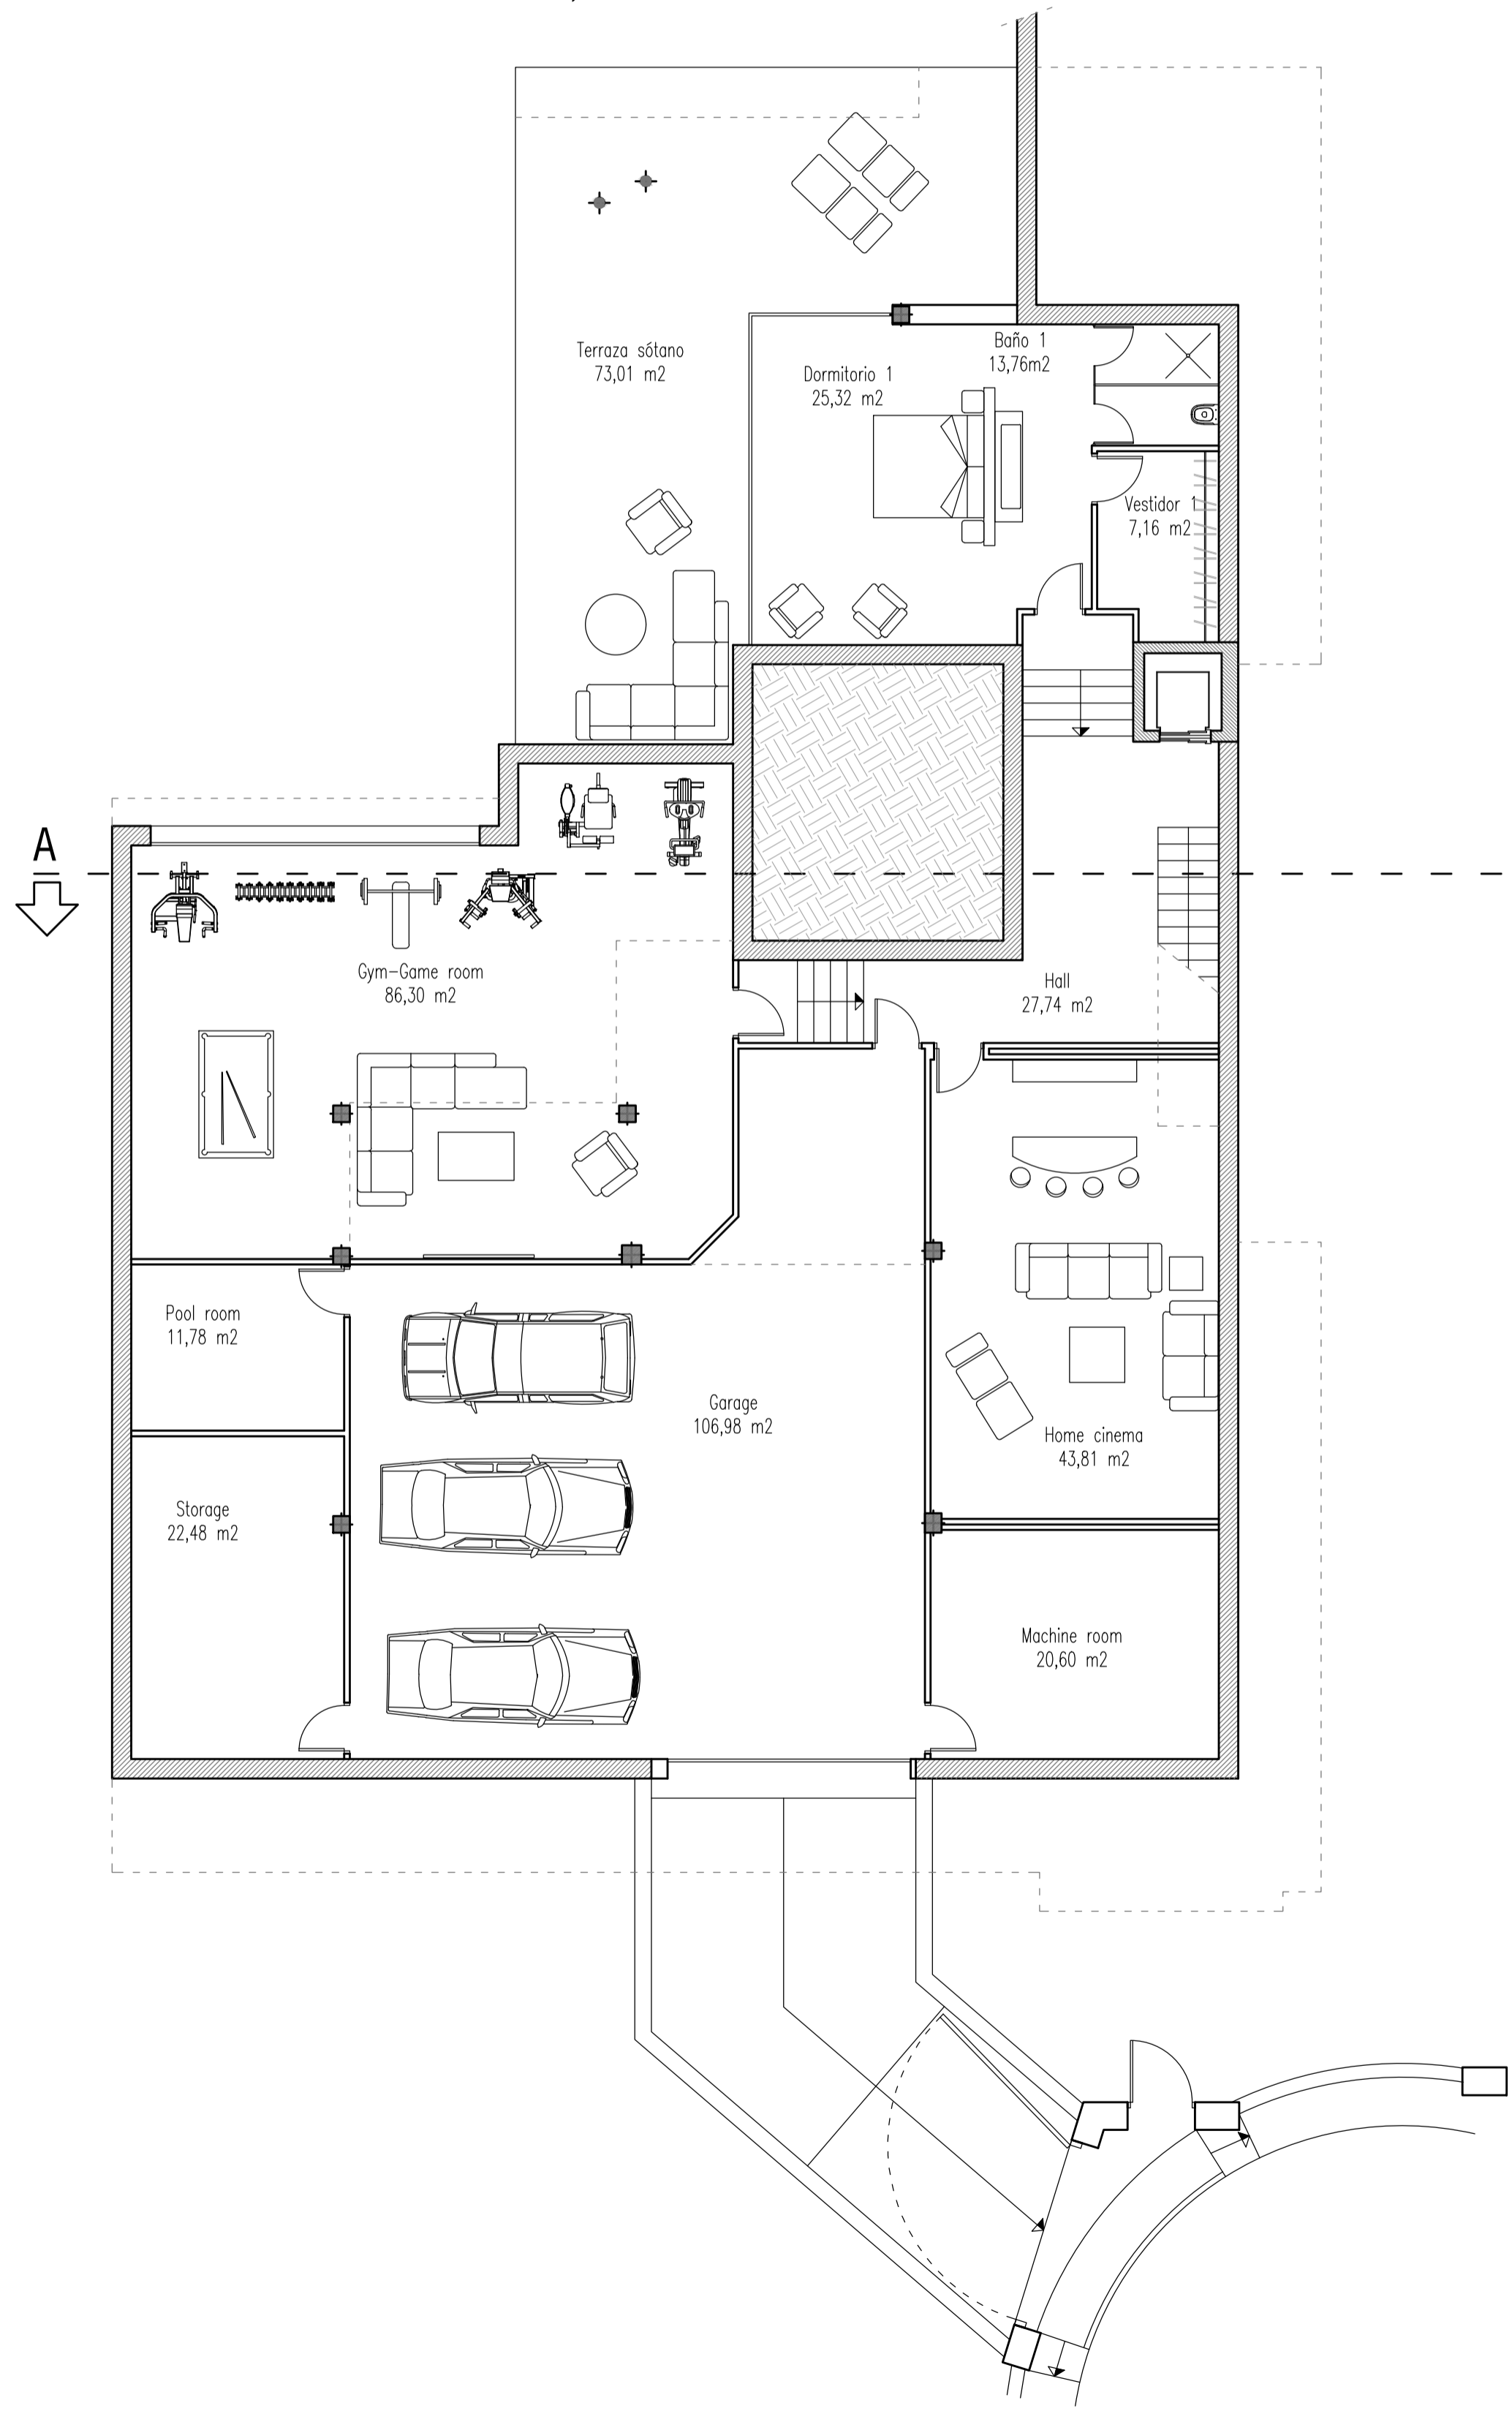 Terraza sótano
73,01 m2
Baño 1
13,76m2
Dormitorio 1
25,32 m2
Vestidor 1
7,16 m2
A
Gym-Game room
86,30 m2
Hall
27,74 m2
Pool room
11,78 m2
Garage
106,98 m2
Home cinema
43,81 m2
Storage
22,48 m2
Machine room
20,60 m2